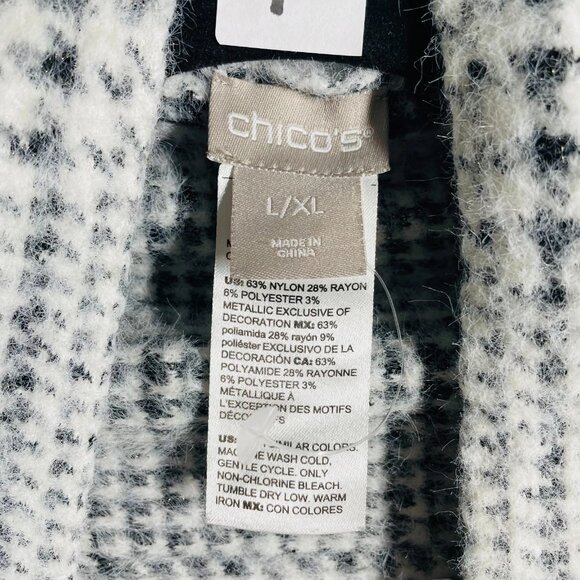 chico's®
L/XL
MADE IN
CHINA
US: 63% NYLON 28% RAYON
6% POLYESTER 3%
METALLIC EXCLUSIVE OF
DECORATION MX: 63%
poliamida 28% rayón 9%
poliéster EXCLUSIVO DE LA
DECORACIÓN CA: 63%
POLYAMIDE 28% RAYONNE
6% POLYESTER 3%
MÉTALLIQUE
L'EXCEPTION DES MOTIFS
US: SIMILAR COLORS.
MACHINE WASH COLD,
GENTLE CYCLE. ONLY
NON-CHLORINE BLEACH.
TUMBLE DRY LOW. WARM
IRON MX: CON COLORES